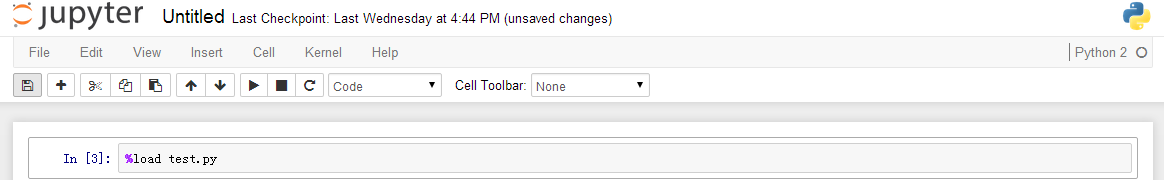 jupyter Untitled Last Checkpoint: Last Wednesday at 4:44 PM (unsaved changes)
File Edit View Insert Cell Kernel Help Python 2
Code Cell Toolbar: None
In [3]: %load test.py